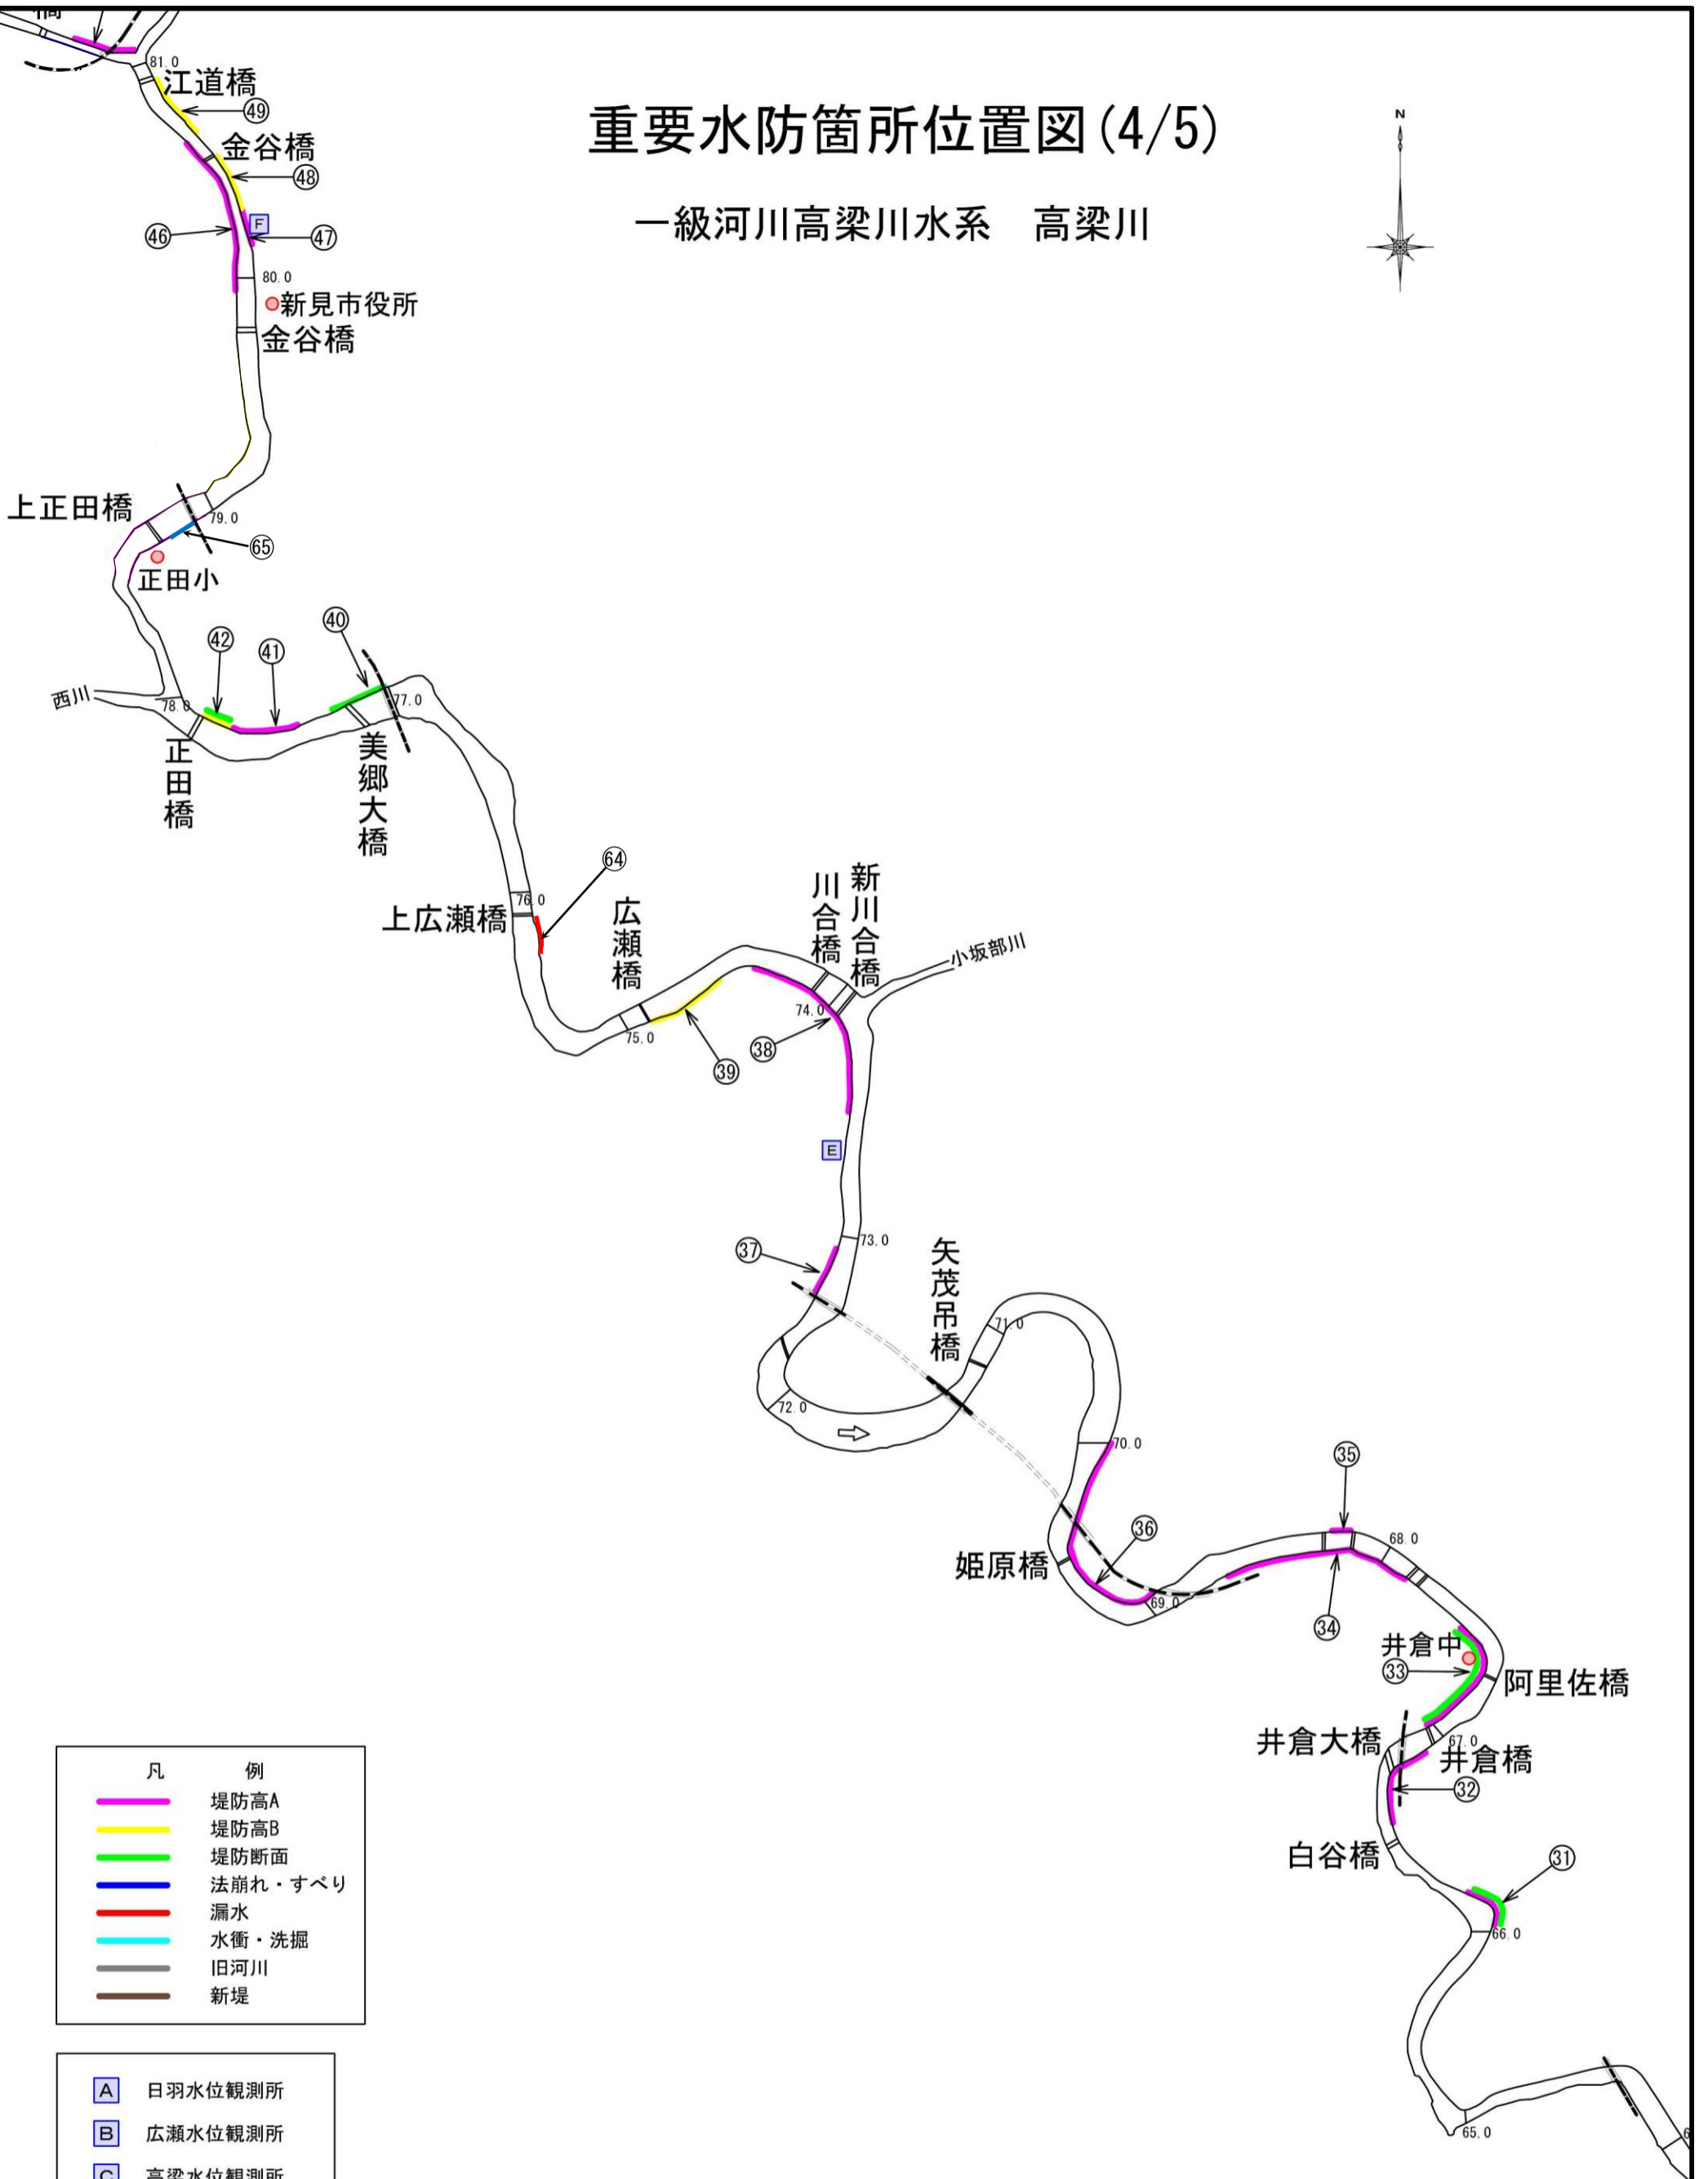 重要水防箇所位置図(4/5)
一級河川高梁川水系　高梁川
N
橋
81.0
江道橋
㊾
金谷橋
㊽
F
㊻
㊼
80.0
新見市役所
金谷橋
上正田橋
79.0
65
正田小
㊵
㊷
㊶
西川
78.0
77.0
正田橋
美郷大橋
64
76.0
上広瀬橋
広瀬橋
川合橋
新川合橋
小坂部川
74.0
75.0
㊳
㊴
E
73.0
㊲
矢茂吊橋
71.0
72.0
70.0
㉟
㊱
68.0
姫原橋
69.0
㉞
井倉中
㉝
阿里佐橋
井倉大橋
67.0
井倉橋
㉜
白谷橋
㉛
66.0
65.0
6
凡　例
堤防高A
堤防高B
堤防断面
法崩れ・すべり
漏水
水衝・洗掘
旧河川
新堤
A 日羽水位観測所
B 広瀬水位観測所
C 高梁水位観測所